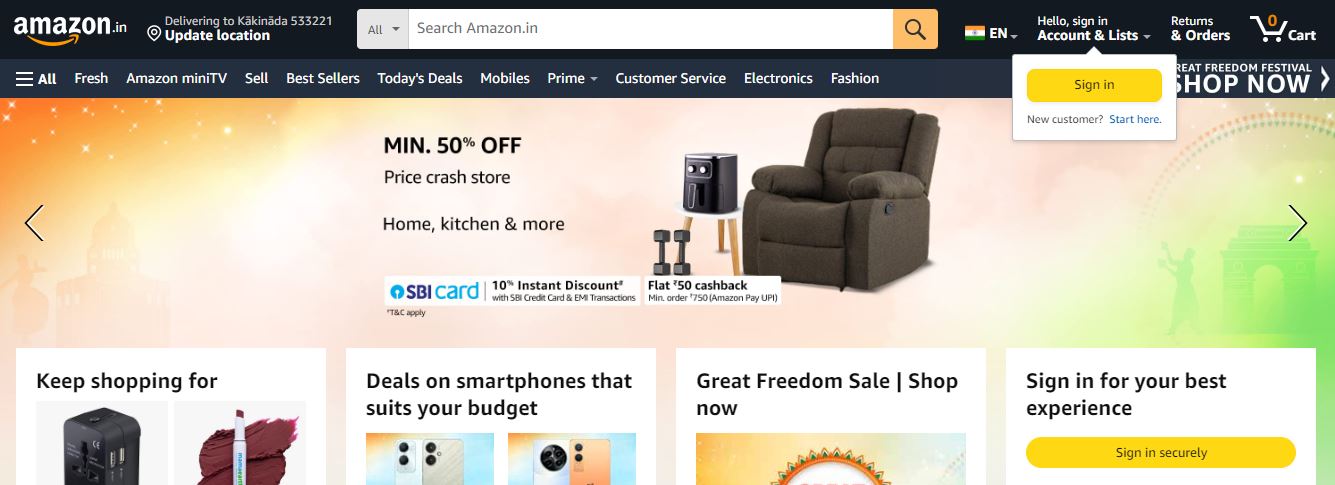 amazon.in
Delivering to Kākināda 533221
Update location
All
Search Amazon.in
EN
Hello, sign in
Account & Lists
Returns
& Orders
0
Cart
All
Fresh
Amazon miniTV
Sell
Best Sellers
Today's Deals
Mobiles
Prime
Customer Service
Electronics
Fashion
REAT FREEDOM FESTIVAL
SHOP NOW
Sign in
New customer? Start here.
MIN. 50% OFF
Price crash store
Home, kitchen & more
SBI card
10% Instant Discount#
with SBI Credit Card & EMI Transactions
Flat ₹50 cashback
Min. order ₹750 (Amazon Pay UPI)
#T&C apply
Keep shopping for
Deals on smartphones that
suits your budget
Great Freedom Sale | Shop
now
Sign in for your best
experience
Sign in securely
CE